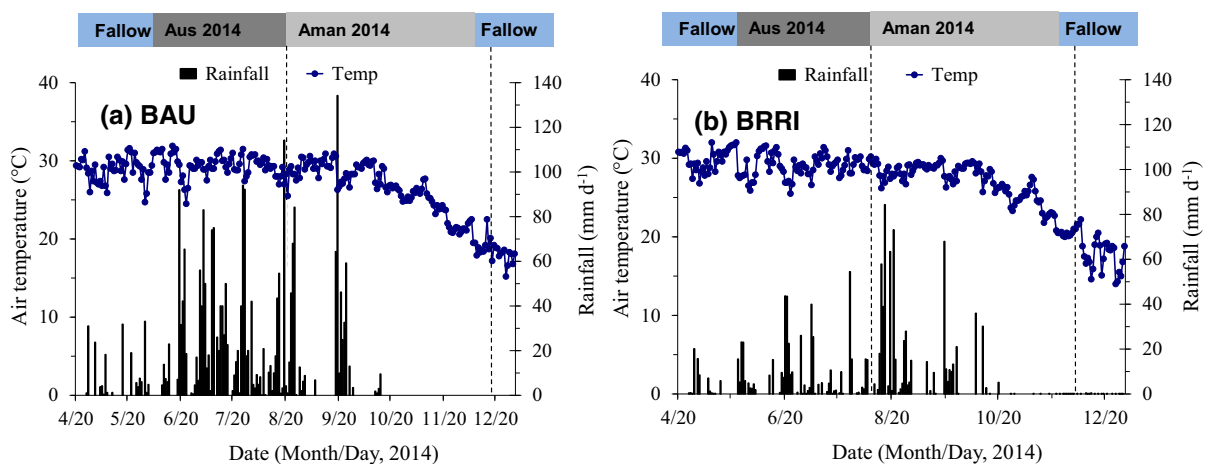 Fallow Aus 2014 Aman 2014 Fallow
Rainfall Temp
(a) BAU
Air temperature (°C)
40
30
20
10
0
Rainfall (mm d⁻¹)
140
120
100
80
60
40
20
0
4/20 5/20 6/20 7/20 8/20 9/20 10/20 11/20 12/20
Date (Month/Day, 2014)
Fallow Aus 2014 Aman 2014 Fallow
Rainfall Temp
(b) BRRI
Air temperature (°C)
40
30
20
10
0
Rainfall (mm d⁻¹)
140
120
100
80
60
40
20
0
4/20 6/20 8/20 10/20 12/20
Date (Month/Day, 2014)